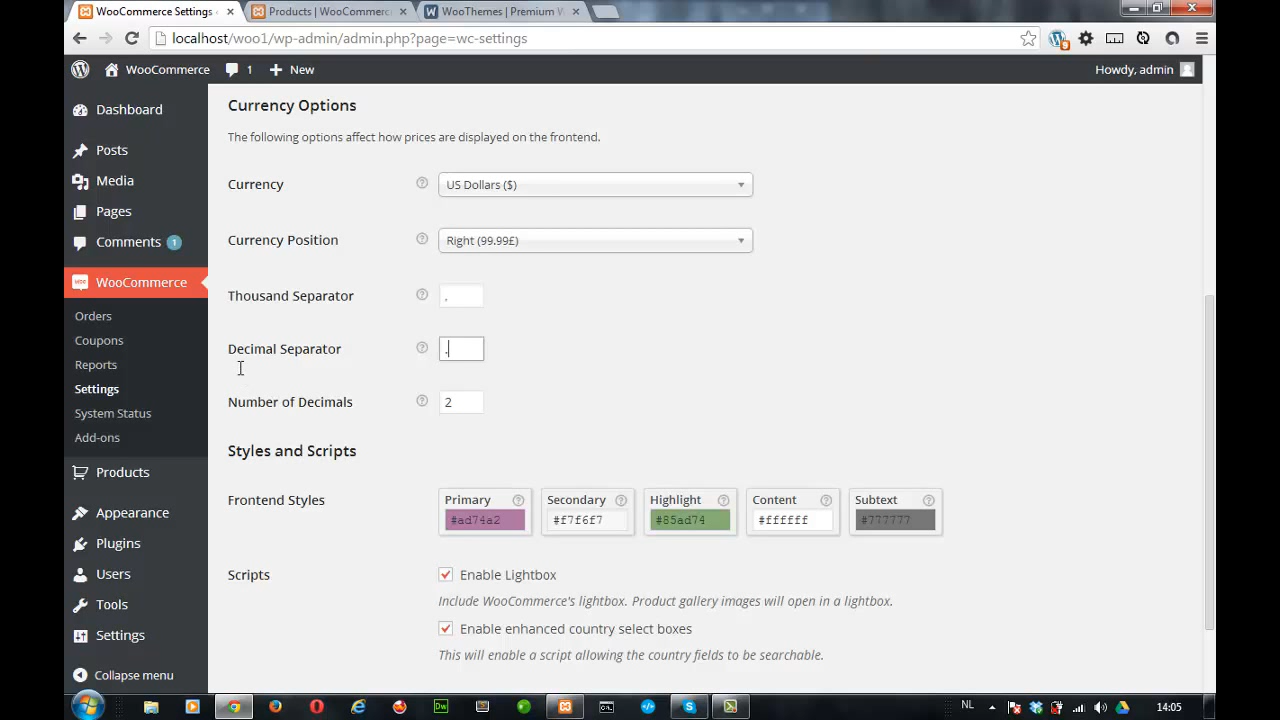 WooCommerce Settings
Products | WooCommerc
WooThemes | Premium W
localhost/woo1/wp-admin/admin.php?page=wc-settings
9
WooCommerce
1
New
Howdy, admin
Dashboard
Posts
Media
Pages
Comments 1
WooCommerce
Orders
Coupons
Reports
Settings
System Status
Add-ons
Products
Appearance
Plugins
Users
Tools
Settings
Collapse menu
Currency Options
The following options affect how prices are displayed on the frontend.
Currency ? US Dollars ($)
Currency Position ? Right (99.99£)
Thousand Separator ? ,
Decimal Separator ? .
Number of Decimals ? 2
Styles and Scripts
Frontend Styles
Primary ? Secondary ? Highlight ? Content ? Subtext ?
#ad74a2 #f7f6f7 #85ad74 #ffffff #777777
Scripts
Enable Lightbox
Include WooCommerce's lightbox. Product gallery images will open in a lightbox.
Enable enhanced country select boxes
This will enable a script allowing the country fields to be searchable.
Dw
NL
14:05